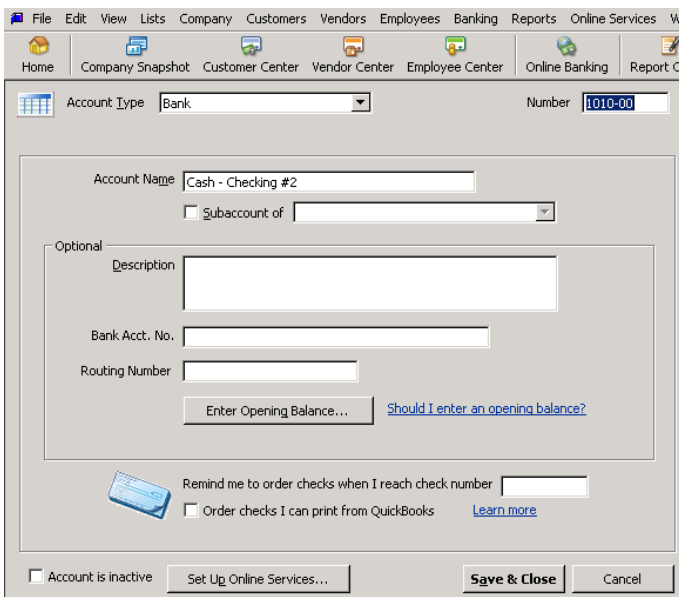 File Edit View Lists Company Customers Vendors Employees Banking Reports Online Services
Home Company Snapshot Customer Center Vendor Center Employee Center Online Banking Report
Account Type Bank Number 1010-00
Account Name Cash - Checking #2
Subaccount of
Optional
Description
Bank Acct. No.
Routing Number
Enter Opening Balance... Should I enter an opening balance?
Remind me to order checks when I reach check number
Order checks I can print from QuickBooks Learn more
Account is inactive Set Up Online Services... Save & Close Cancel